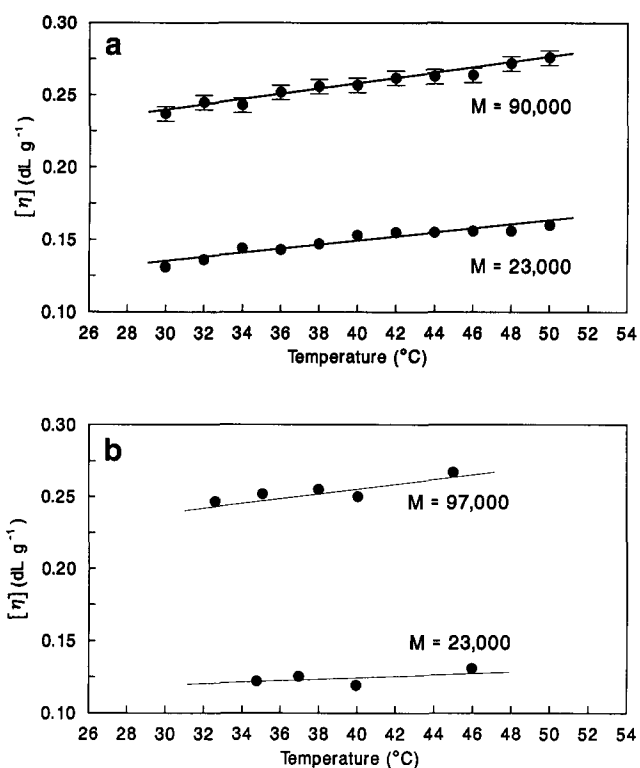 a
[η] (dL g⁻¹)
0.30
0.25
0.20
0.15
0.10
M = 90,000
M = 23,000
26 28 30 32 34 36 38 40 42 44 46 48 50 52 54
Temperature (°C)
b
[η] (dL g⁻¹)
0.30
0.25
0.20
0.15
0.10
M = 97,000
M = 23,000
26 28 30 32 34 36 38 40 42 44 46 48 50 52 54
Temperature (°C)